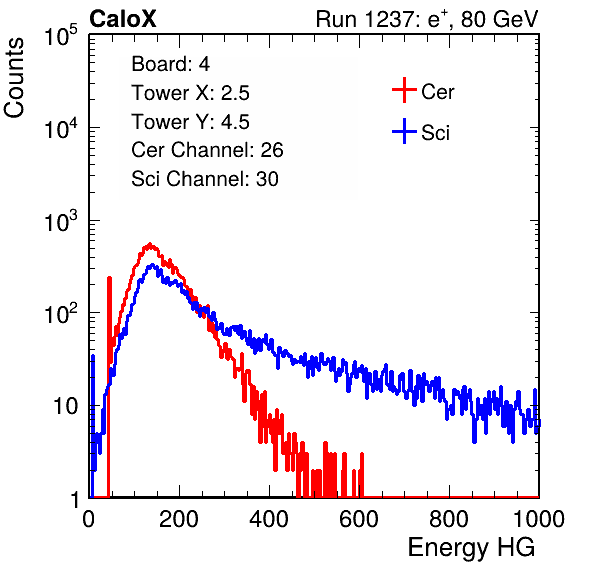 CaloX Run 1237: e⁺, 80 GeV
Counts
10⁵
10⁴
10³
10²
10
1
Board: 4
Tower X: 2.5
Tower Y: 4.5
Cer Channel: 26
Sci Channel: 30
Cer
Sci
0 200 400 600 800 1000
Energy HG